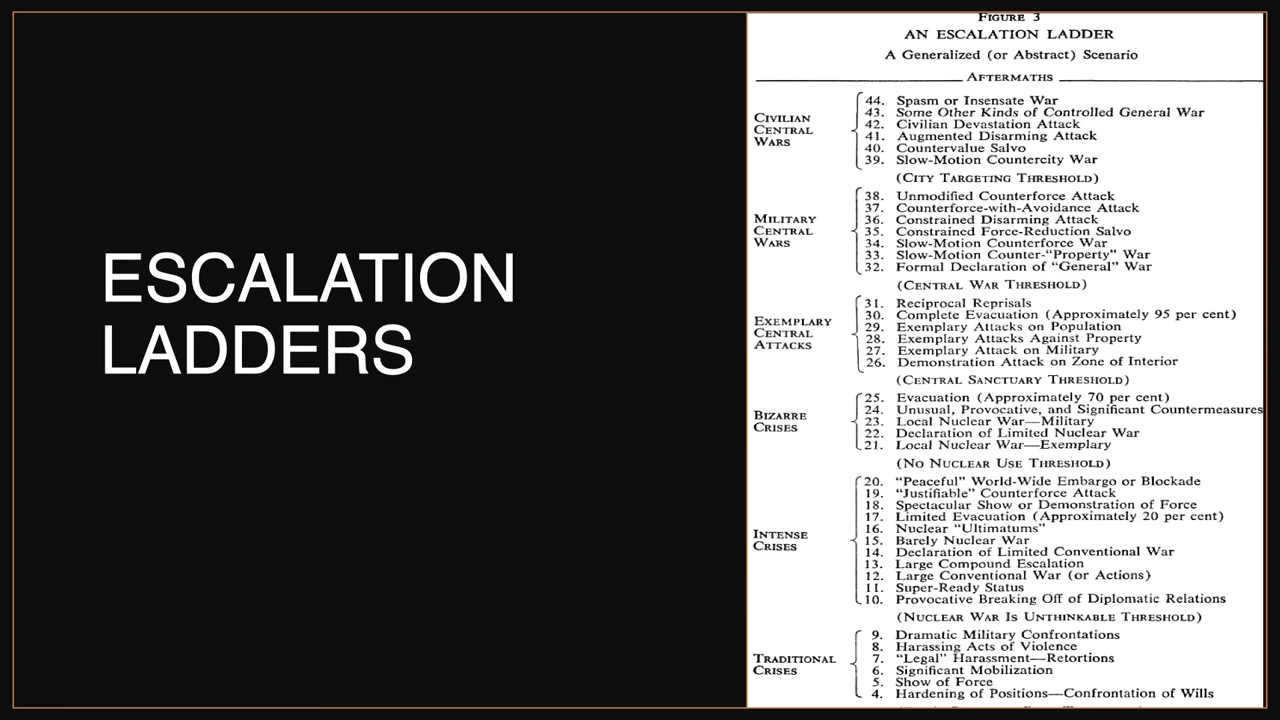 ESCALATION
LADDERS
FIGURE 3
AN ESCALATION LADDER
A Generalized (or Abstract) Scenario
AFTERMATHS
CIVILIAN
CENTRAL
WARS
44. Spasm or Insensate War
43. Some Other Kinds of Controlled General War
42. Civilian Devastation Attack
41. Augmented Disarming Attack
40. Countervalue Salvo
39. Slow-Motion Countercity War
(CITY TARGETING THRESHOLD)
MILITARY
CENTRAL
WARS
38. Unmodified Counterforce Attack
37. Counterforce-with-Avoidance Attack
36. Constrained Disarming Attack
35. Constrained Force-Reduction Salvo
34. Slow-Motion Counterforce War
33. Slow-Motion Counter-“Property” War
32. Formal Declaration of “General” War
(CENTRAL WAR THRESHOLD)
EXEMPLARY
CENTRAL
ATTACKS
31. Reciprocal Reprisals
30. Complete Evacuation (Approximately 95 per cent)
29. Exemplary Attacks on Population
28. Exemplary Attacks Against Property
27. Exemplary Attack on Military
26. Demonstration Attack on Zone of Interior
(CENTRAL SANCTUARY THRESHOLD)
BIZARRE
CRISES
25. Evacuation (Approximately 70 per cent)
24. Unusual, Provocative, and Significant Countermeasures
23. Local Nuclear War—Military
22. Declaration of Limited Nuclear War
21. Local Nuclear War—Exemplary
(NO NUCLEAR USE THRESHOLD)
INTENSE
CRISES
20. “Peaceful” World-Wide Embargo or Blockade
19. “Justifiable” Counterforce Attack
18. Spectacular Show or Demonstration of Force
17. Limited Evacuation (Approximately 20 per cent)
16. Nuclear “Ultimatums”
15. Barely Nuclear War
14. Declaration of Limited Conventional War
13. Large Compound Escalation
12. Large Conventional War (or Actions)
11. Super-Ready Status
10. Provocative Breaking Off of Diplomatic Relations
(NUCLEAR WAR IS UNTHINKABLE THRESHOLD)
TRADITIONAL
CRISES
9. Dramatic Military Confrontations
8. Harassing Acts of Violence
7. “Legal” Harassment—Retortions
6. Significant Mobilization
5. Show of Force
4. Hardening of Positions—Confrontation of Wills